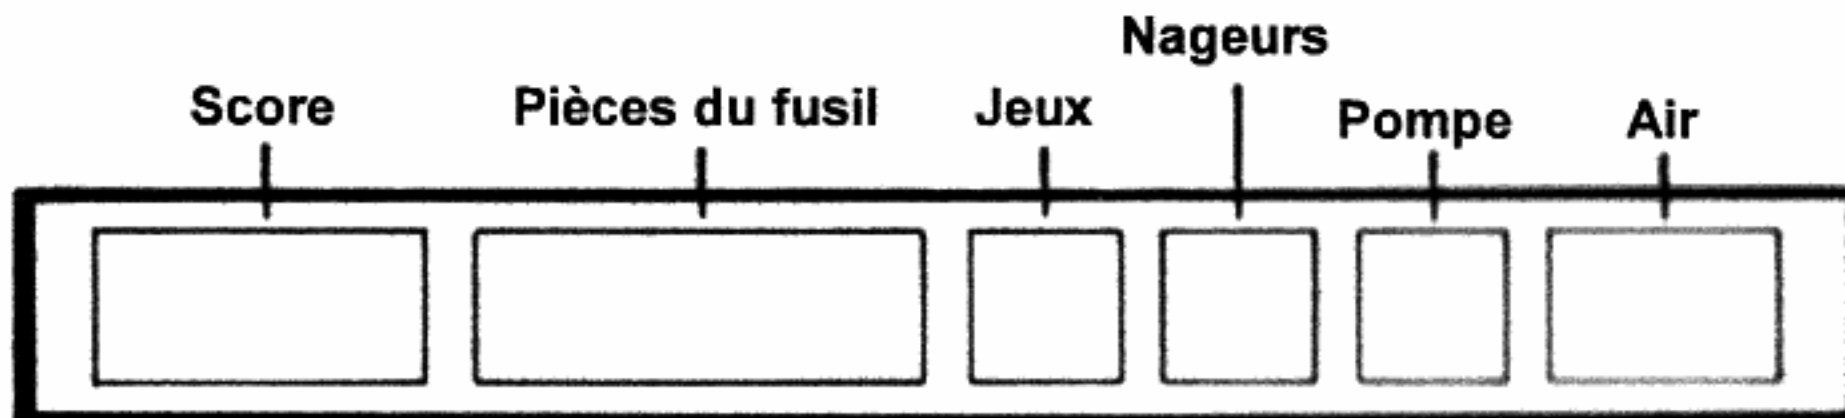 Score
Pièces du fusil
Jeux
Nageurs
Pompe
Air